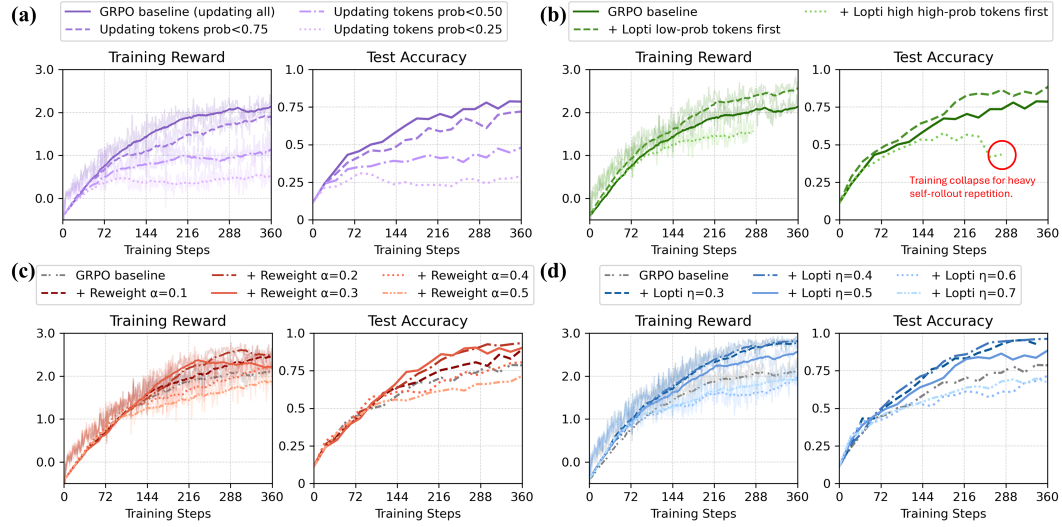 (a)
GRPO baseline (updating all)
Updating tokens prob<0.50
Updating tokens prob<0.75
Updating tokens prob<0.25
Training Reward
Test Accuracy
3.0
2.0
1.0
0.0
0 72 144 216 288 360
Training Steps
1.0
0.75
0.5
0.25
0
0 72 144 216 288 360
Training Steps
(b)
GRPO baseline
+ Lopti high high-prob tokens first
+ Lopti low-prob tokens first
Training Reward
Test Accuracy
3.0
2.0
1.0
0.0
0 72 144 216 288 360
Training Steps
1.0
0.75
0.5
0.25
0
Training collapse for heavy
self-rollout repetition.
0 72 144 216 288 360
Training Steps
(c)
GRPO baseline
+ Reweight α=0.2
+ Reweight α=0.4
+ Reweight α=0.1
+ Reweight α=0.3
+ Reweight α=0.5
Training Reward
Test Accuracy
3.0
2.0
1.0
0.0
0 72 144 216 288 360
Training Steps
1.0
0.75
0.5
0.25
0
0 72 144 216 288 360
Training Steps
(d)
GRPO baseline
+ Lopti η=0.4
+ Lopti η=0.6
+ Lopti η=0.3
+ Lopti η=0.5
+ Lopti η=0.7
Training Reward
Test Accuracy
3.0
2.0
1.0
0.0
0 72 144 216 288 360
Training Steps
1.0
0.75
0.5
0.25
0
0 72 144 216 288 360
Training Steps